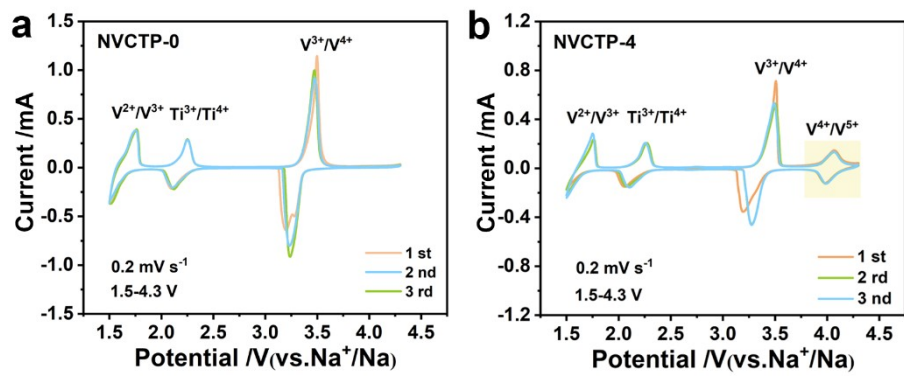 a
NVCTP-0
V³⁺/V⁴⁺
V²⁺/V³⁺ Ti³⁺/Ti⁴⁺
0.2 mV s⁻¹
1.5-4.3 V
1 st
2 nd
3 rd
1.5
1.0
0.5
0.0
-0.5
-1.0
-1.5
Current /mA
1.5 2.0 2.5 3.0 3.5 4.0 4.5
Potential /V(vs.Na⁺/Na)
b
NVCTP-4
V³⁺/V⁴⁺
V²⁺/V³⁺ Ti³⁺/Ti⁴⁺
V⁴⁺/V⁵⁺
0.2 mV s⁻¹
1.5-4.3 V
1 st
2 rd
3 nd
1.2
0.8
0.4
0.0
-0.4
-0.8
-1.2
Current /mA
1.5 2.0 2.5 3.0 3.5 4.0 4.5
Potential /V(vs.Na⁺/Na)